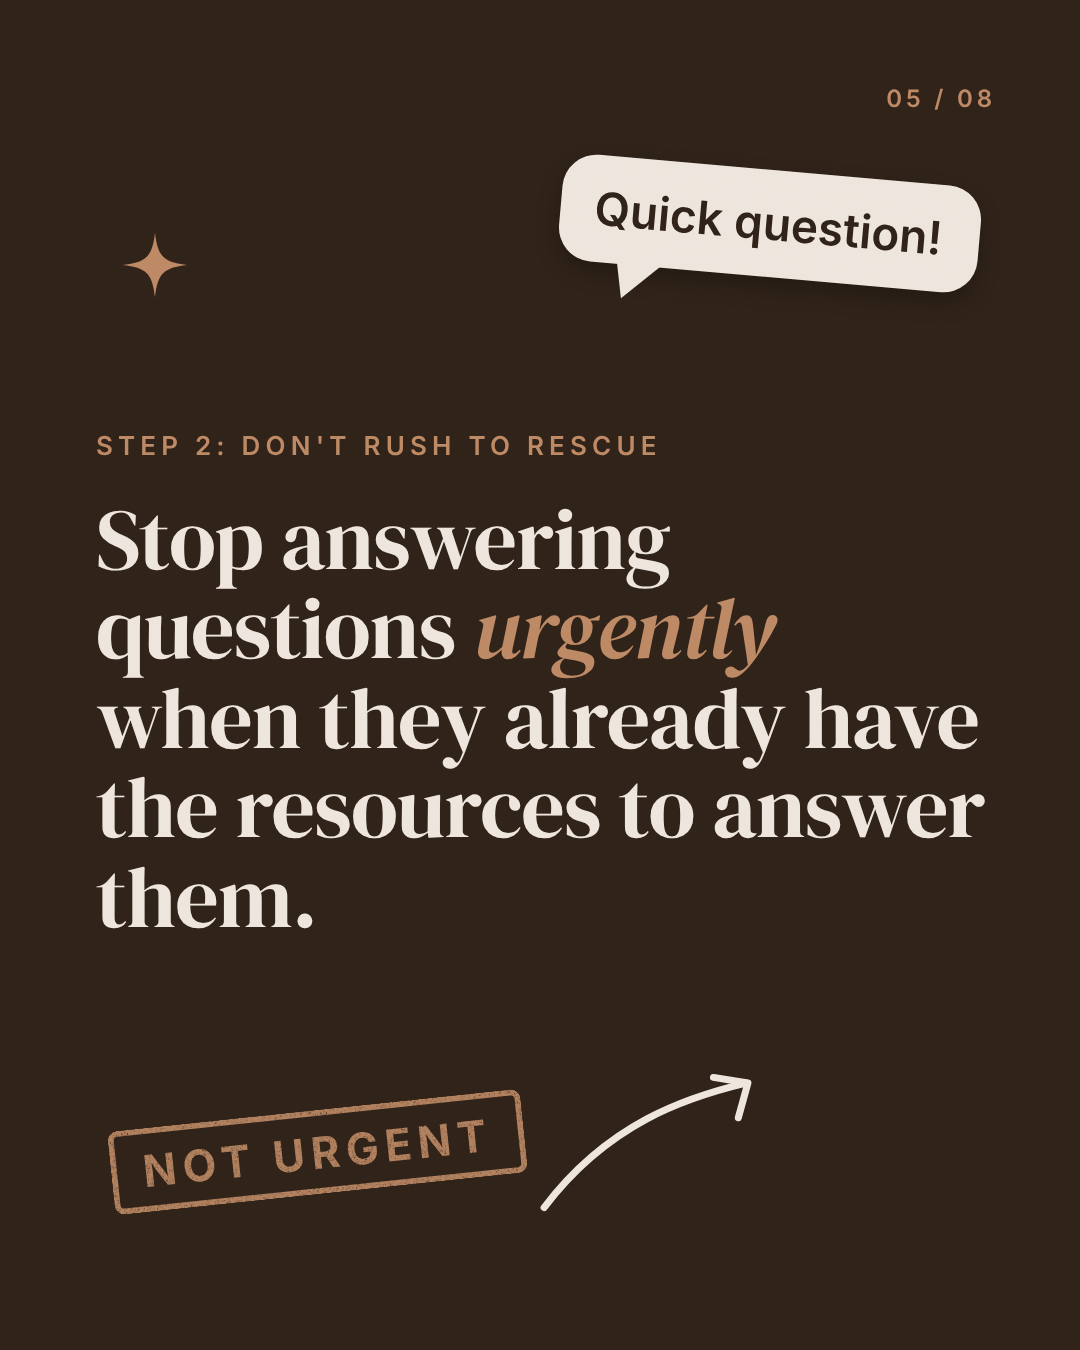 05 / 08
Quick question!
STEP 2: DON'T RUSH TO RESCUE
Stop answering
questions urgently
when they already have
the resources to answer
them.
NOT URGENT